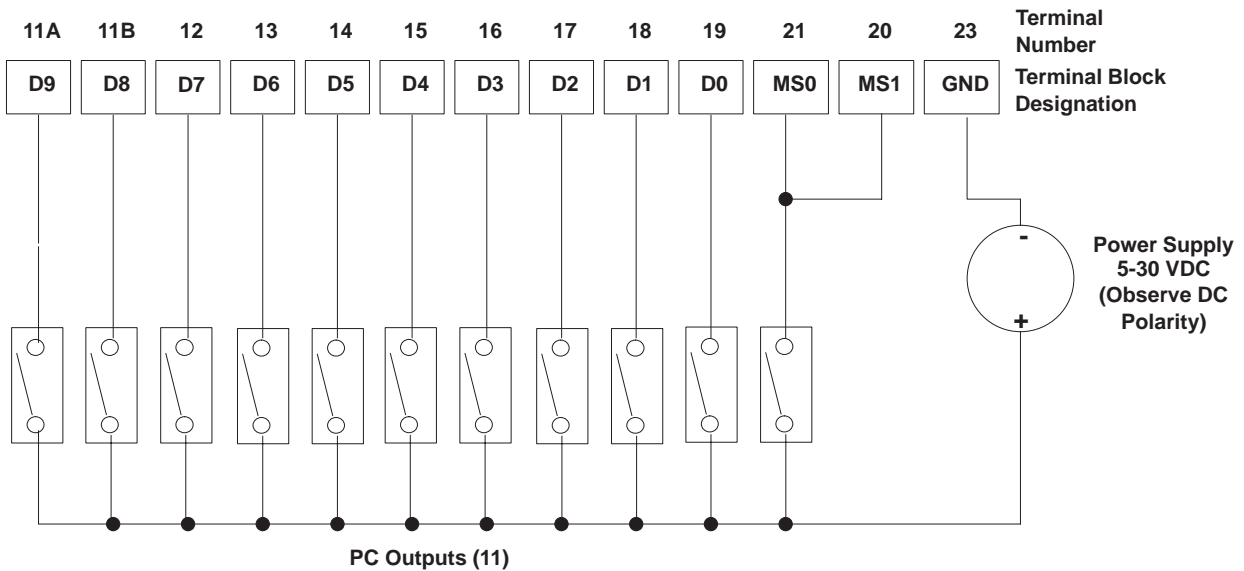 11A 11B 12 13 14 15 16 17 18 19 21 20 23 Terminal
Number
D9 D8 D7 D6 D5 D4 D3 D2 D1 D0 MS0 MS1 GND Terminal Block
Designation
-
Power Supply
5-30 VDC
(Observe DC
Polarity)
+
PC Outputs (11)